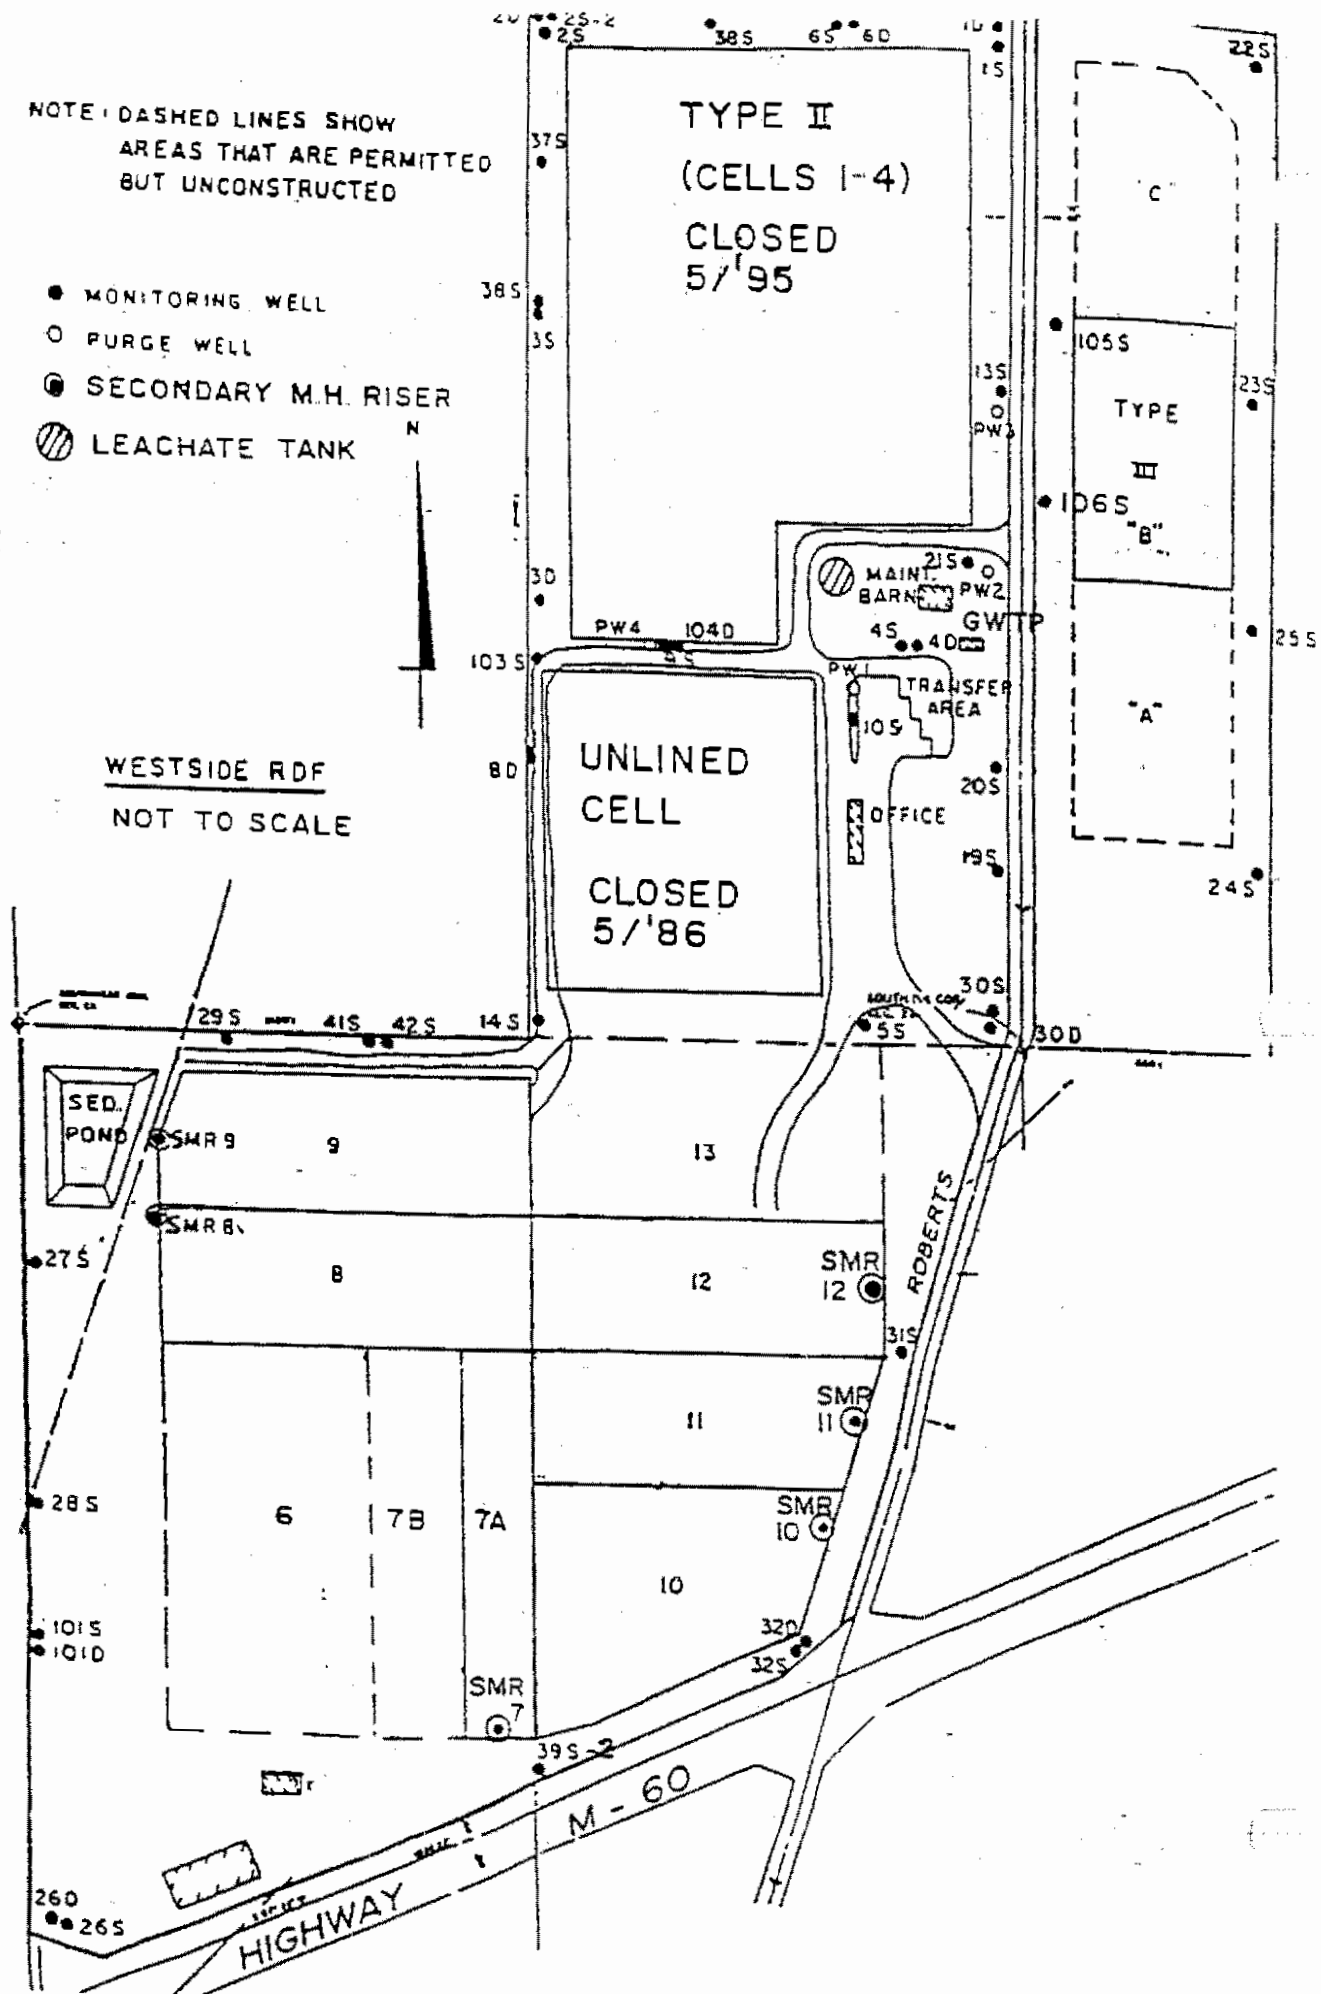 2S-2
2S
38S
6S
6D
1S
22S
NOTE: DASHED LINES SHOW
AREAS THAT ARE PERMITTED
BUT UNCONSTRUCTED
TYPE II
(CELLS 1-4)
CLOSED
5/'95
37S
"C"
MONITORING WELL
PURGE WELL
SECONDARY M.H. RISER
LEACHATE TANK
N
38S
3S
105S
13S
PW3
TYPE
III
"B"
23S
106S
3D
21S
PW2
MAINT.
BARN
GWTP
PW4
104D
4S
4D
25S
103S
PW1
TRANSFER
AREA
"A"
10S
8D
UNLINED
CELL
CLOSED
5/'86
20S
OFFICE
19S
24S
WESTSIDE RDF
NOT TO SCALE
30S
29S
41S
42S
14S
5S
30D
SED.
POND
SMR 9
9
13
SMR 8
27S
8
12
SMR
12
ROBERTS
31S
11
SMR
11
28S
6
7B
7A
SMR
10
10
101S
101D
32D
32S
SMR
7
39S-2
HIGHWAY M-60
26D
26S